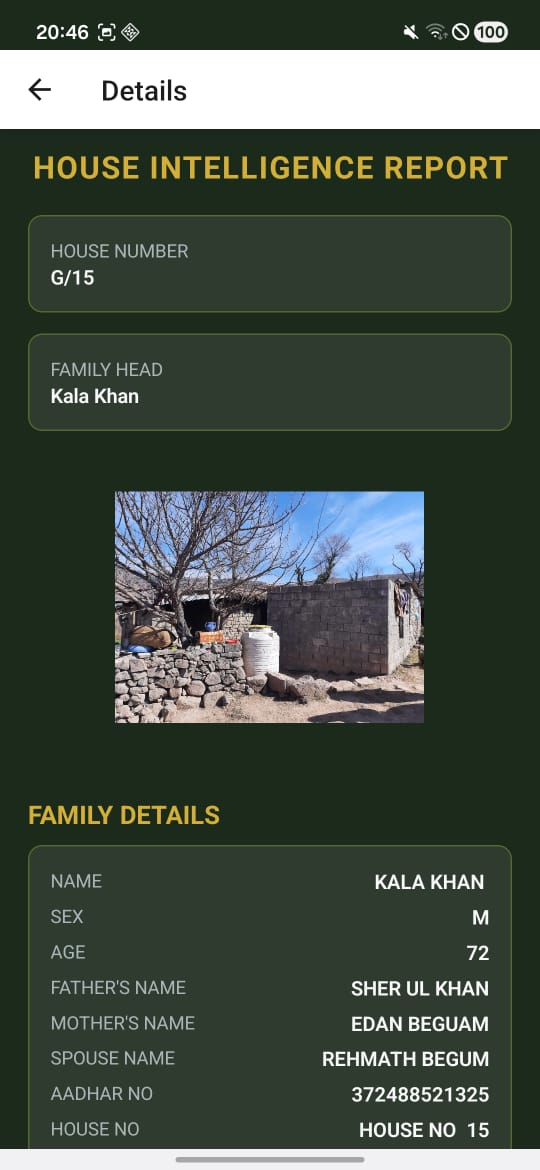 20:46
100
Details
HOUSE INTELLIGENCE REPORT
HOUSE NUMBER
G/15
FAMILY HEAD
Kala Khan
FAMILY DETAILS
NAME KALA KHAN
SEX M
AGE 72
FATHER'S NAME SHER UL KHAN
MOTHER'S NAME EDAN BEGUAM
SPOUSE NAME REHMATH BEGUM
AADHAR NO 372488521325
HOUSE NO HOUSE NO 15